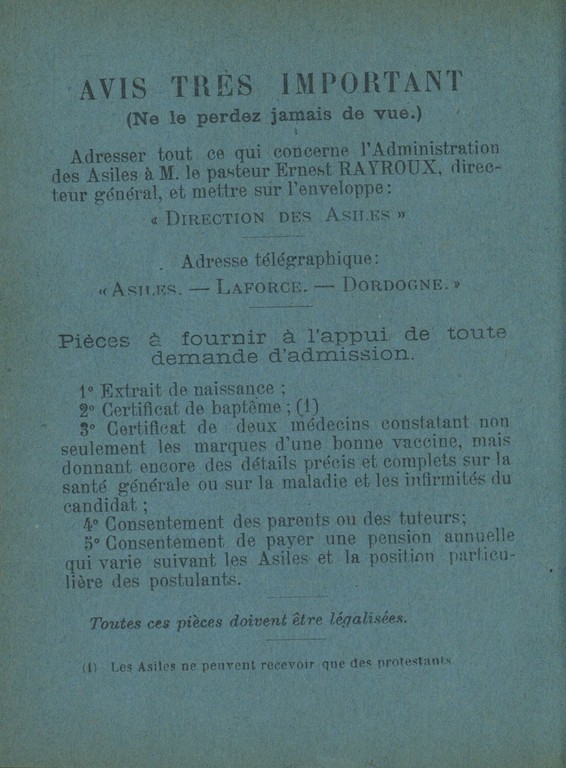 AVIS TRÈS IMPORTANT
(Ne le perdez jamais de vue.)
Adresser tout ce qui concerne l'Administration
des Asiles à M. le pasteur Ernest RAYROUX, direc-
teur général, et mettre sur l'enveloppe :
« DIRECTION DES ASILES »
Adresse télégraphique :
« ASILES. — LAFORCE. — DORDOGNE. »
Pièces à fournir à l'appui de toute
demande d'admission.
1º Extrait de naissance ;
2º Certificat de baptême ; (1)
3º Certificat de deux médecins constatant non
seulement les marques d'une bonne vaccine, mais
donnant encore des détails précis et complets sur la
santé générale ou sur la maladie et les infirmités du
candidat ;
4º Consentement des parents ou des tuteurs ;
5º Consentement de payer une pension annuelle
qui varie suivant les Asiles et la position particu-
lière des postulants.
Toutes ces pièces doivent être légalisées.
(1) Les Asiles ne peuvent recevoir que des protestants